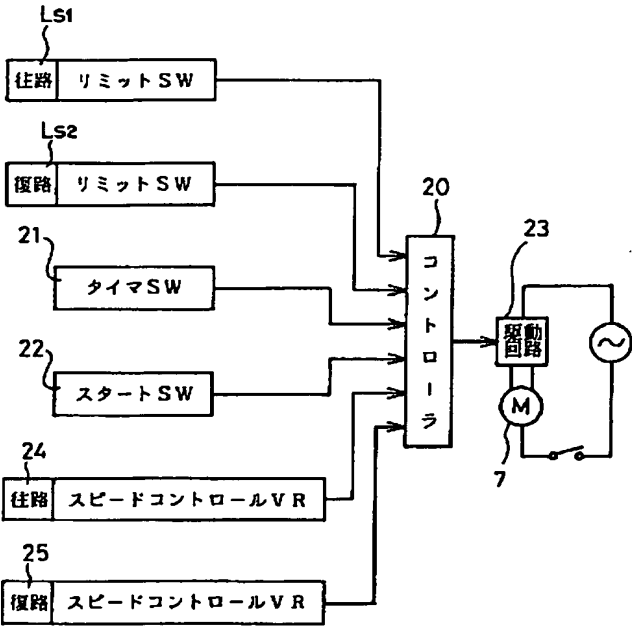 LS1
往路 リミットSW
LS2
復路 リミットSW
21
タイマSW
22
スタートSW
24
往路 スピードコントロールVR
25
復路 スピードコントロールVR
20
コントローラ
23
駆動
回路
M
7